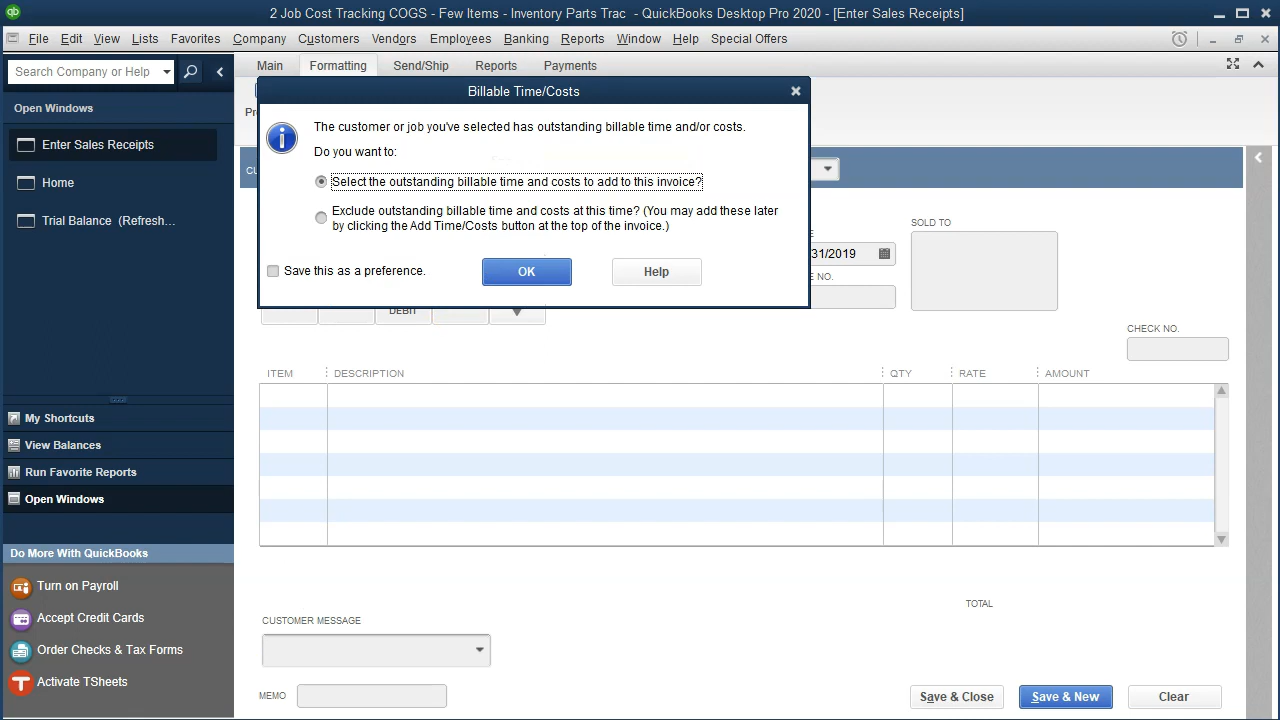 qb
2 Job Cost Tracking COGS - Few Items - Inventory Parts Trac - QuickBooks Desktop Pro 2020 - [Enter Sales Receipts]
File Edit View Lists Favorites Company Customers Vendors Employees Banking Reports Window Help Special Offers
Search Company or Help
Main Formatting Send/Ship Reports Payments
Open Windows
Enter Sales Receipts
Home
Trial Balance (Refresh...
My Shortcuts
View Balances
Run Favorite Reports
Open Windows
Do More With QuickBooks
Turn on Payroll
Accept Credit Cards
Order Checks & Tax Forms
Activate TSheets
Billable Time/Costs
The customer or job you've selected has outstanding billable time and/or costs.
Do you want to:
Select the outstanding billable time and costs to add to this invoice?
Exclude outstanding billable time and costs at this time? (You may add these later
by clicking the Add Time/Costs button at the top of the invoice.)
Save this as a preference.
OK
Help
SOLD TO
31/2019
NO.
DEBIT
CHECK NO.
ITEM DESCRIPTION QTY RATE AMOUNT
TOTAL
CUSTOMER MESSAGE
MEMO
Save & Close
Save & New
Clear